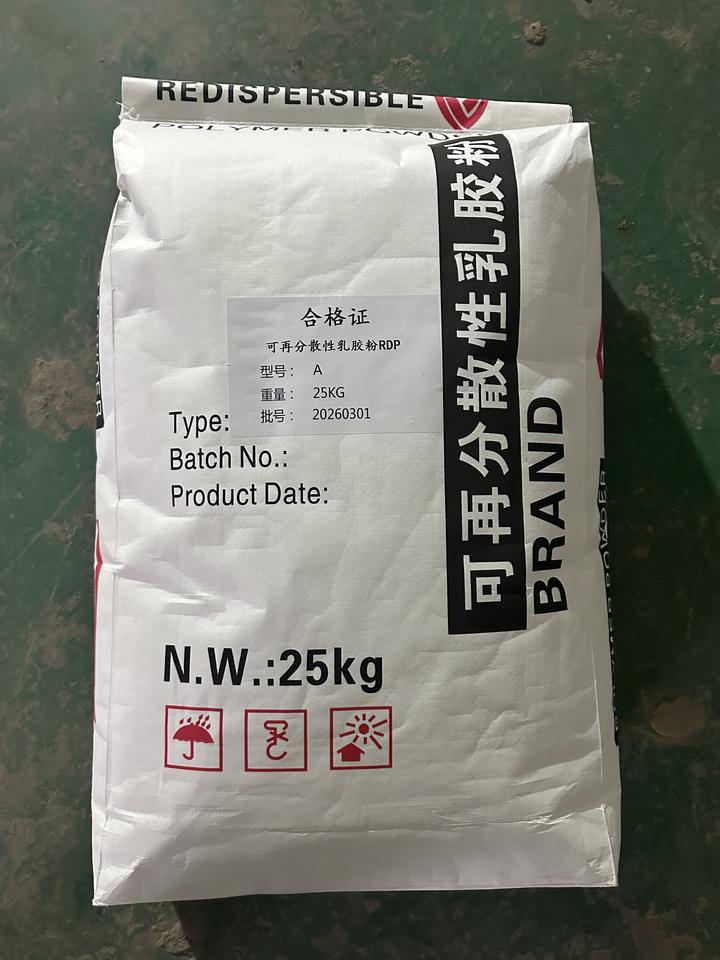 REDISPERSIBLE
POLYMER POWDER
可再分散性乳胶粉
BRAND
合格证
可再分散性乳胶粉RDP
型号： A
重量： 25KG
批号： 20260301
Type:
Batch No.:
Product Date:
N.W.:25kg